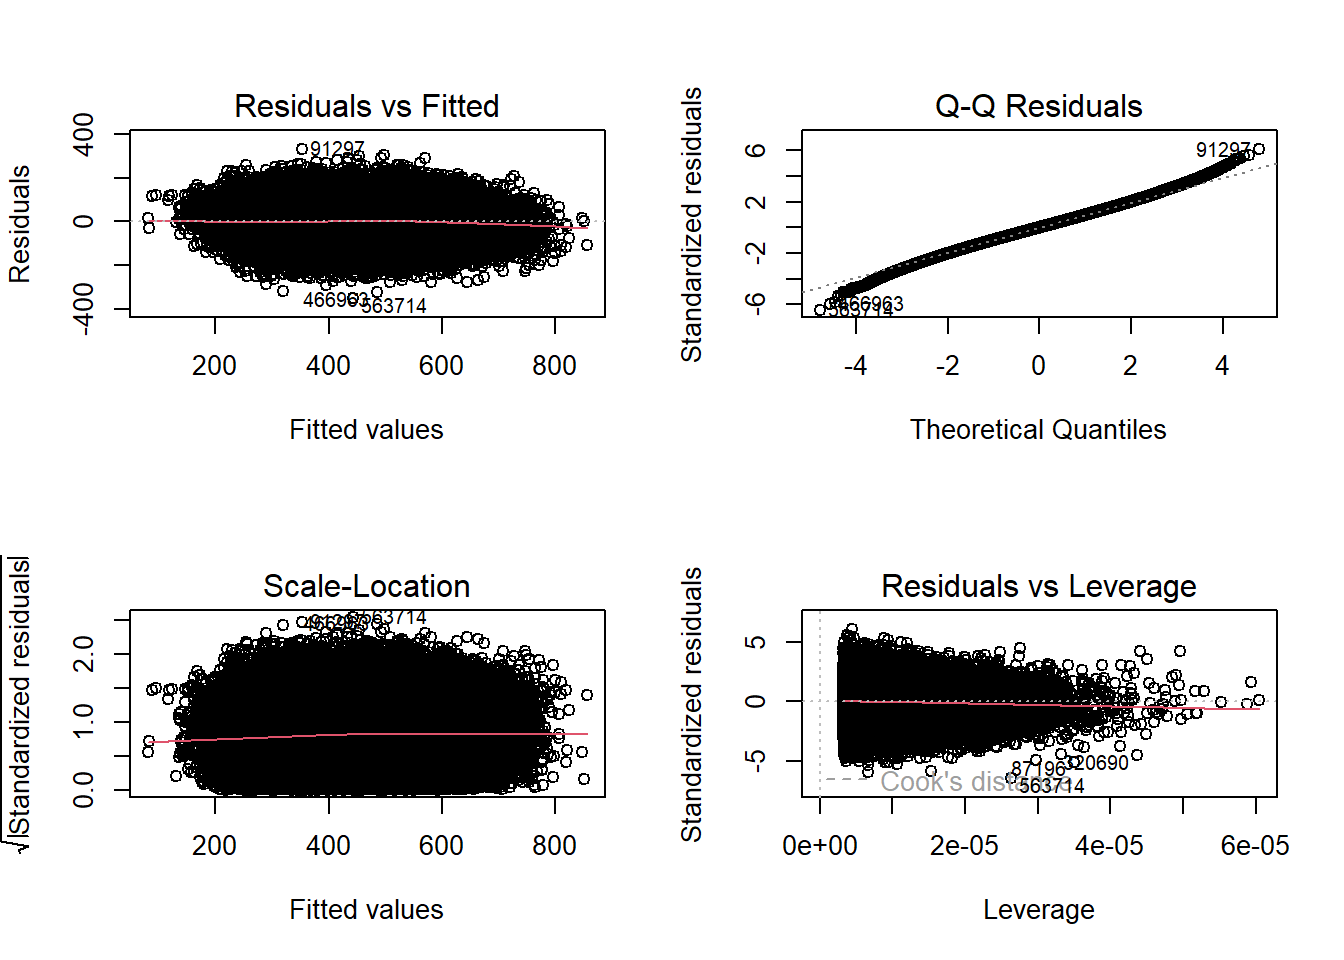 Residuals vs Fitted
Residuals
400
0
-400
91297
466963
563714
200
400
600
800
Fitted values
Q-Q Residuals
Standardized residuals
6
2
-2
-6
91297
466963
563714
-4
-2
0
2
4
Theoretical Quantiles
Scale-Location
√|Standardized residuals|
2.0
1.0
0.0
563714
200
400
600
800
Fitted values
Residuals vs Leverage
Standardized residuals
5
0
-5
87196
320690
563714
Cook's distance
0e+00
2e-05
4e-05
6e-05
Leverage